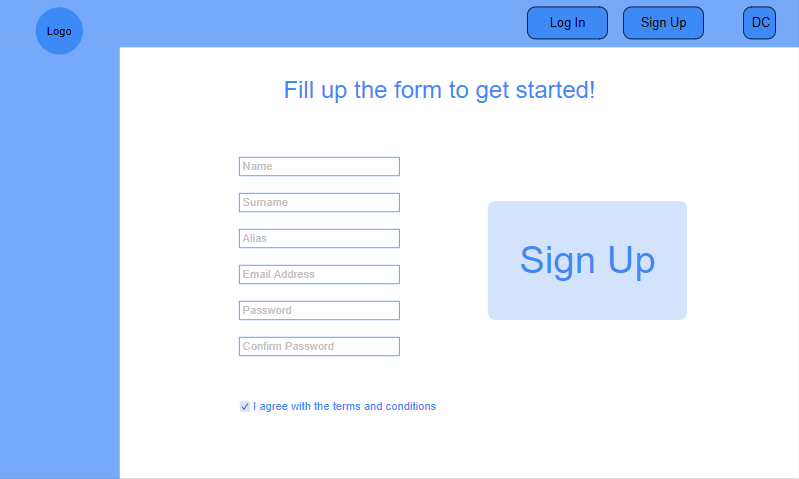 Logo
Log In
Sign Up
DC
Fill up the form to get started!
Name
Surname
Alias
Email Address
Password
Confirm Password
Sign Up
I agree with the terms and conditions